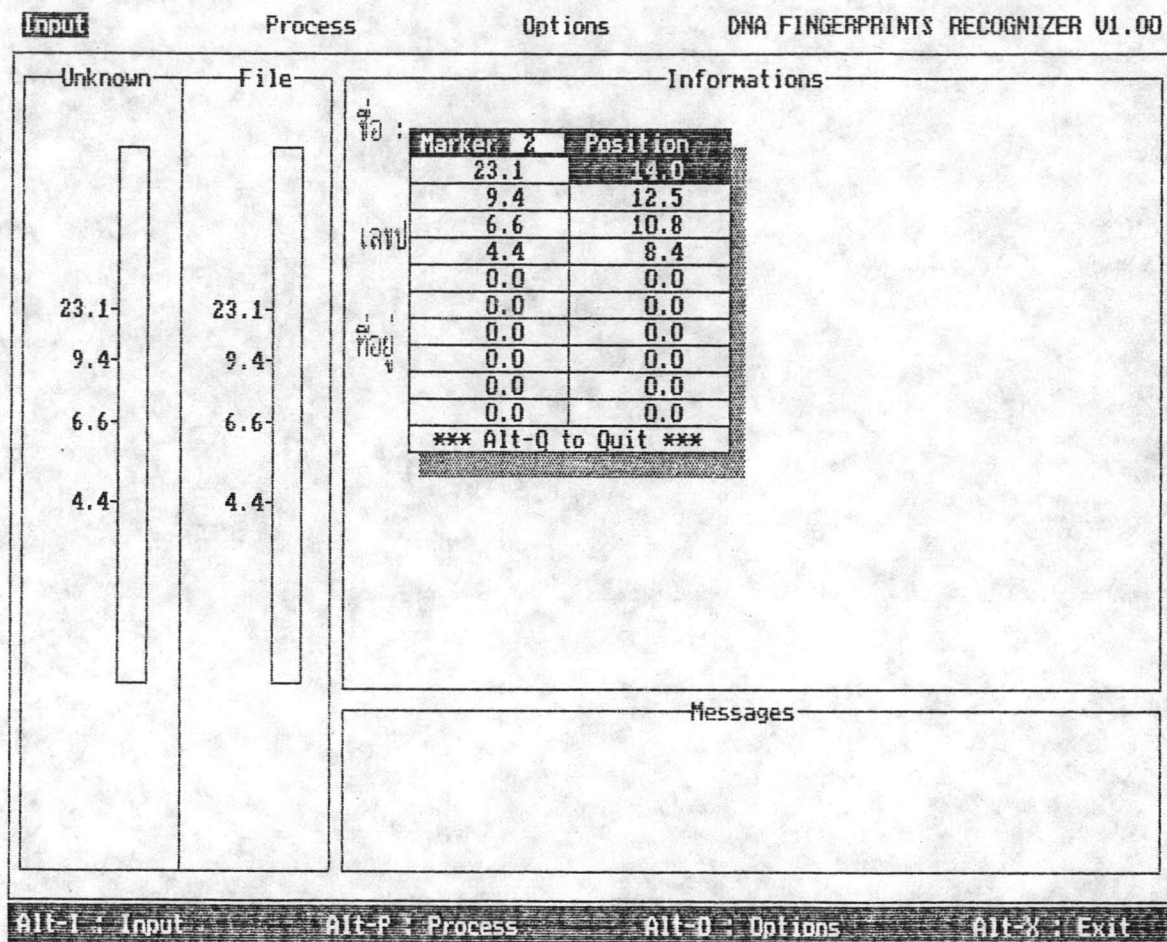 Input Process Options DNA FINGERPRINTS RECOGNIZER V1.00
Unknown File Informations
ชื่อ :
Marker % Position
23.1 14.0
9.4 12.5
6.6 10.8
เลขป
4.4 8.4
0.0 0.0
23.1 23.1 0.0 0.0
ที่อยู่ 0.0 0.0
9.4 9.4 0.0 0.0
0.0 0.0
6.6 6.6 0.0 0.0
*** Alt-Q to Quit ***
4.4 4.4
Messages
Alt-I : Input Alt-P : Process Alt-O : Options Alt-X : Exit